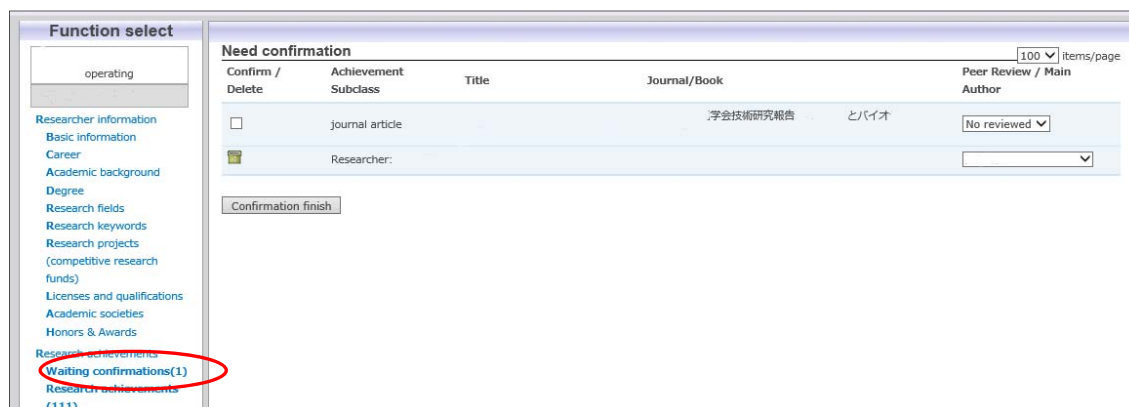 Function select
operating
Researcher information
Basic information
Career
Academic background
Degree
Research fields
Research keywords
Research projects
(competitive research
funds)
Licenses and qualifications
Academic societies
Honors & Awards
Research achievements
Waiting confirmations(1)
Research achievements
(111)
Need confirmation
100 items/page
Confirm / Delete Achievement Subclass Title Journal/Book Peer Review / Main Author
journal article 学会技術研究報告 とバイオ No reviewed
Researcher:
Confirmation finish